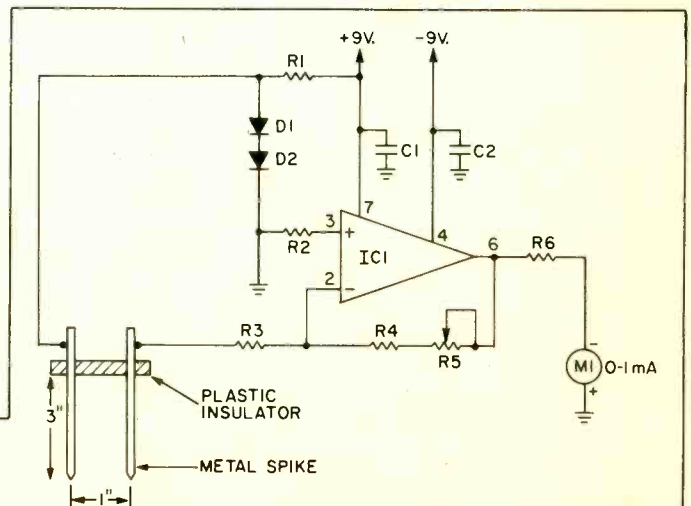 +9V. -9V.
R1
D1
D2
C1 C2
7
3 + 4 6 R6
R2
IC1
2 -
R3 R4 R5
-
M1 0-1mA
+
PLASTIC
INSULATOR
3"
METAL SPIKE
1"